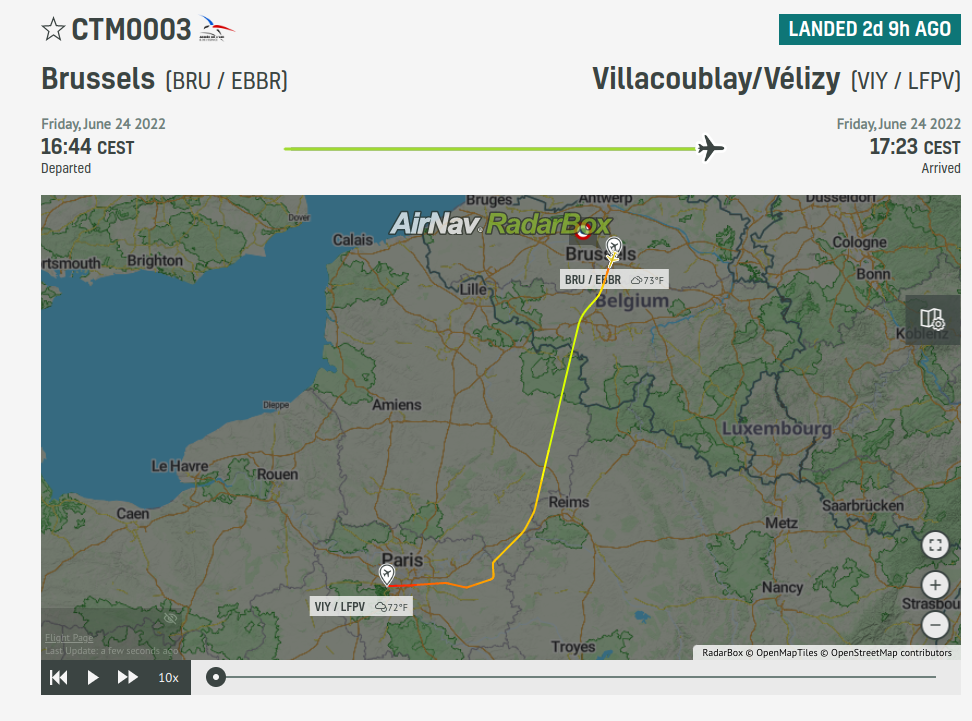 CTM0003
LANDED 2d 9h AGO
Brussels (BRU / EBBR)
Villacoublay/Vélizy (VIY / LFPV)
Friday, June 24 2022
Friday, June 24 2022
16:44 CEST
17:23 CEST
Departed
Arrived
Bruges
Antwerp
Dusseldorf
Dover
AirNav RadarBox
Calais
Cologne
rtsmouth
Brighton
Brussels
Bonn
BRU / EBBR 73°F
Lille
Belgium
Koblenz
Dieppe
Amiens
Luxembourg
Le Havre
Rouen
Reims
Saarbrücken
Caen
Metz
Paris
Nancy
VIY / LFPV 72°F
Strasbou
Flight Page
Troyes
Last Update: a few seconds ago
RadarBox © OpenMapTiles © OpenStreetMap contributors
10x